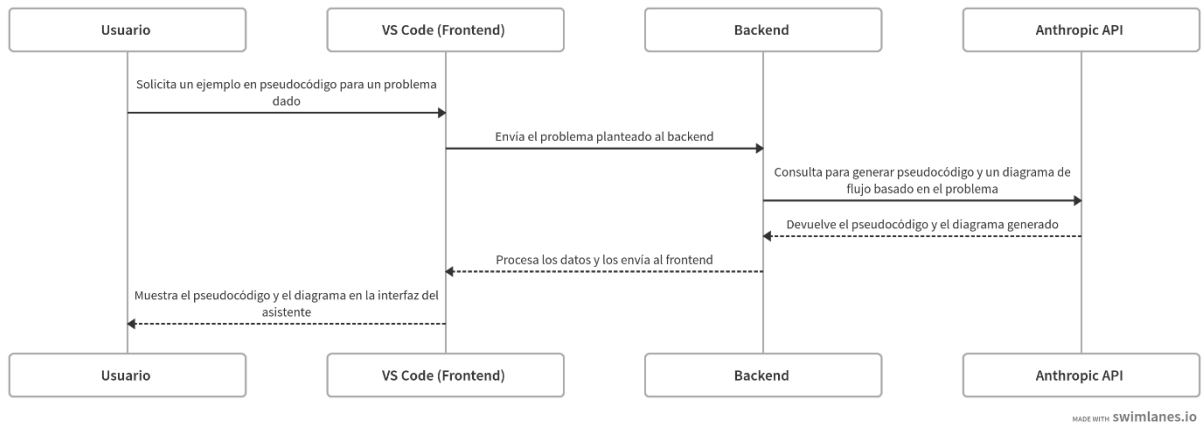 Usuario
VS Code (Frontend)
Backend
Anthropic API
Solicita un ejemplo en pseudocódigo para un problema
dado
Envía el problema planteado al backend
Consulta para generar pseudocódigo y un diagrama de
flujo basado en el problema
Devuelve el pseudocódigo y el diagrama generado
Procesa los datos y los envía al frontend
Muestra el pseudocódigo y el diagrama en la interfaz del
asistente
Usuario
VS Code (Frontend)
Backend
Anthropic API
MADE WITH swimlanes.io